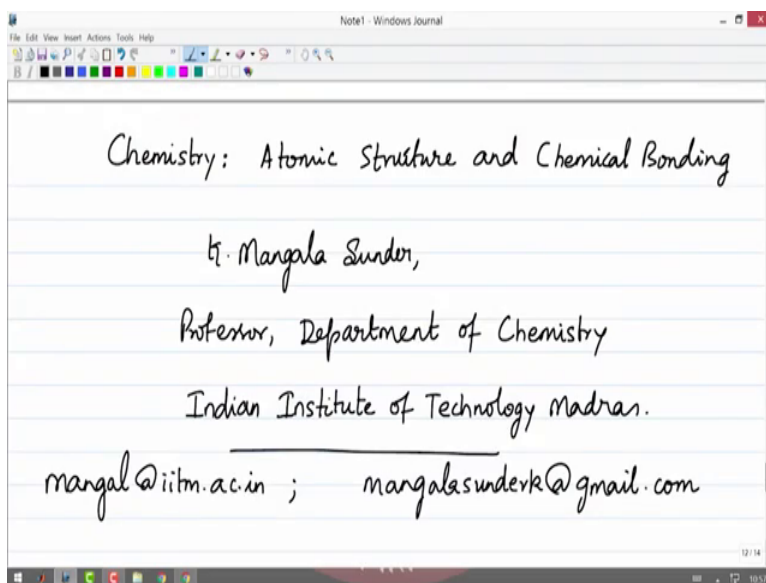 Note1 - Windows Journal
File Edit View Insert Actions Tools Help
B I
Chemistry: Atomic Structure and Chemical Bonding
K. Mangala Sunder,
Professor, Department of Chemistry
Indian Institute of Technology Madras.
mangal@iitm.ac.in ; mangalasunderk@gmail.com
12 / 14